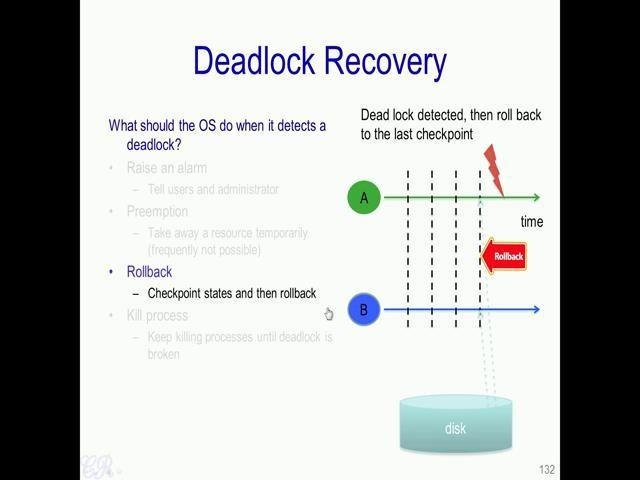 Deadlock Recovery
What should the OS do when it detects a
deadlock?
• Raise an alarm
– Tell users and administrator
• Preemption
– Take away a resource temporarily
(frequently not possible)
• Rollback
– Checkpoint states and then rollback
• Kill process
– Keep killing processes until deadlock is
broken
Dead lock detected, then roll back
to the last checkpoint
A
time
Rollback
B
disk
132